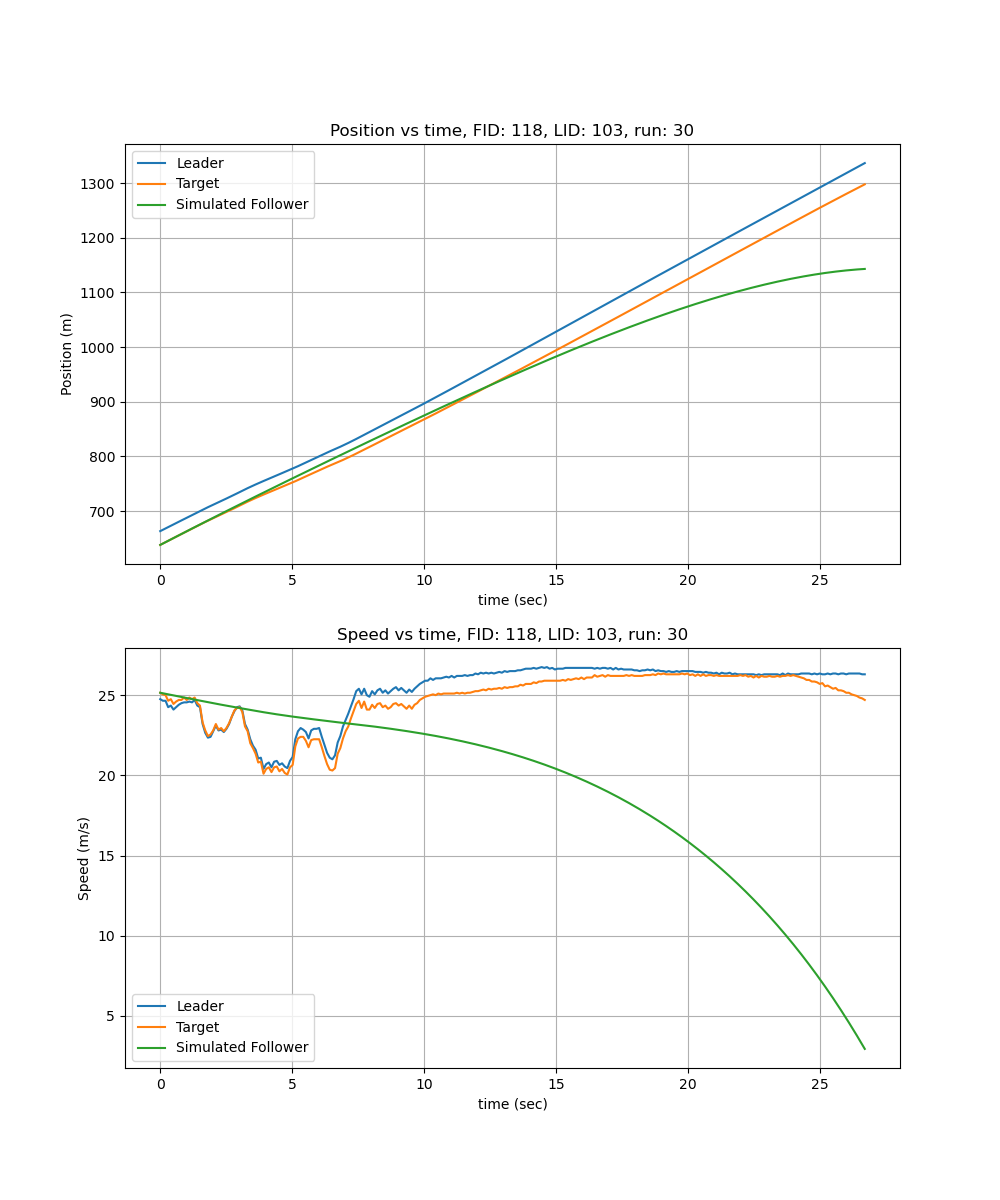 Position vs time, FID: 118, LID: 103, run: 30
Leader
Target
Simulated Follower
1300
1200
1100
1000
900
800
700
Position (m)
0 5 10 15 20 25
time (sec)
Speed vs time, FID: 118, LID: 103, run: 30
25
20
15
10
5
Speed (m/s)
Leader
Target
Simulated Follower
0 5 10 15 20 25
time (sec)